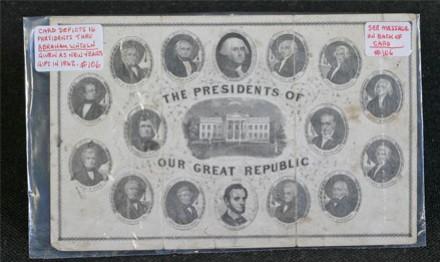 CARD DEPICTS 16
PRESIDENTS THRU
ABRAHAM LINCOLN
GIVEN AS NEW YEARS
GIFT IN 1862. #106
SEE MESSAGE
ON BACK OF
CARD
#106
THE PRESIDENTS OF
OUR GREAT REPUBLIC